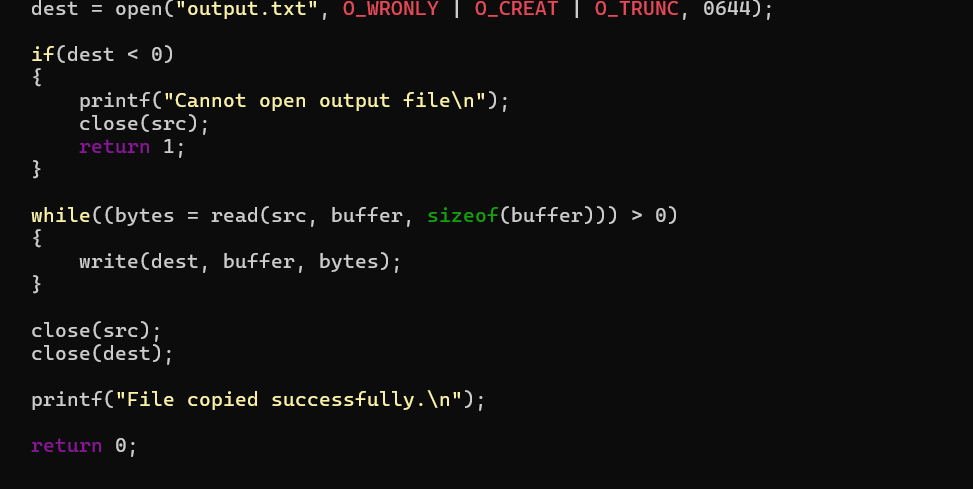 dest = open("output.txt", O_WRONLY | O_CREAT | O_TRUNC, 0644);
if(dest < 0)
{
    printf("Cannot open output file\n");
    close(src);
    return 1;
}
while((bytes = read(src, buffer, sizeof(buffer))) > 0)
{
    write(dest, buffer, bytes);
}
close(src);
close(dest);
printf("File copied successfully.\n");
return 0;